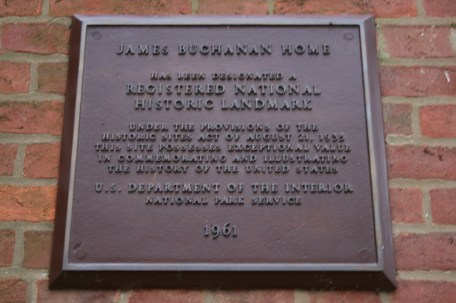 JAMES BUCHANAN HOME
HAS BEEN DESIGNATED A
REGISTERED NATIONAL
HISTORIC LANDMARK
UNDER THE PROVISIONS OF THE
HISTORIC SITES ACT OF AUGUST 21, 1935
THIS SITE POSSESSES EXCEPTIONAL VALUE
IN COMMEMORATING AND ILLUSTRATING
THE HISTORY OF THE UNITED STATES
U.S. DEPARTMENT OF THE INTERIOR
NATIONAL PARK SERVICE
1961